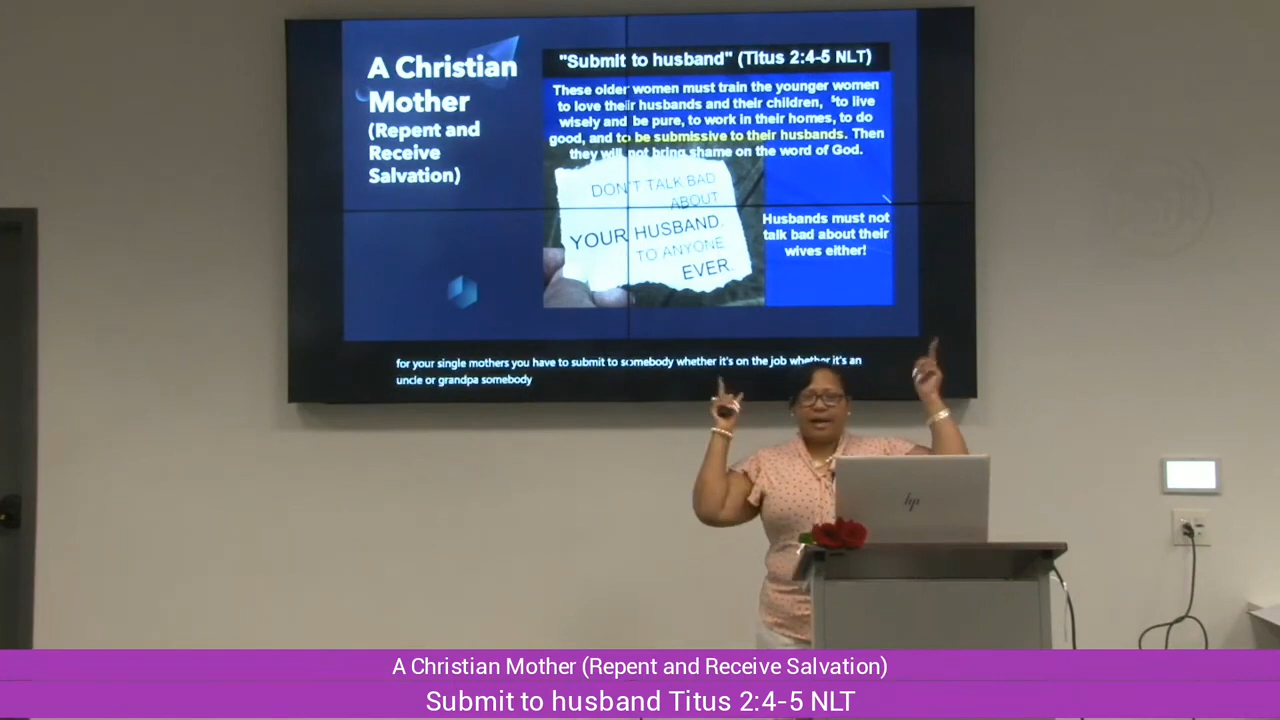 A Christian
Mother
(Repent and
Receive
Salvation)
"Submit to husband" (Titus 2:4-5 NLT)
These older women must train the younger women
to love their husbands and their children, ⁵to live
wisely and be pure, to work in their homes, to do
good, and to be submissive to their husbands. Then
they will not bring shame on the word of God.
DON'T TALK BAD
ABOUT
YOUR HUSBAND.
TO ANYONE
EVER.
Husbands must not
talk bad about their
wives either!
for your single mothers you have to submit to somebody whether it's on the job whether it's an
uncle or grandpa somebody
hp
A Christian Mother (Repent and Receive Salvation)
Submit to husband Titus 2:4-5 NLT